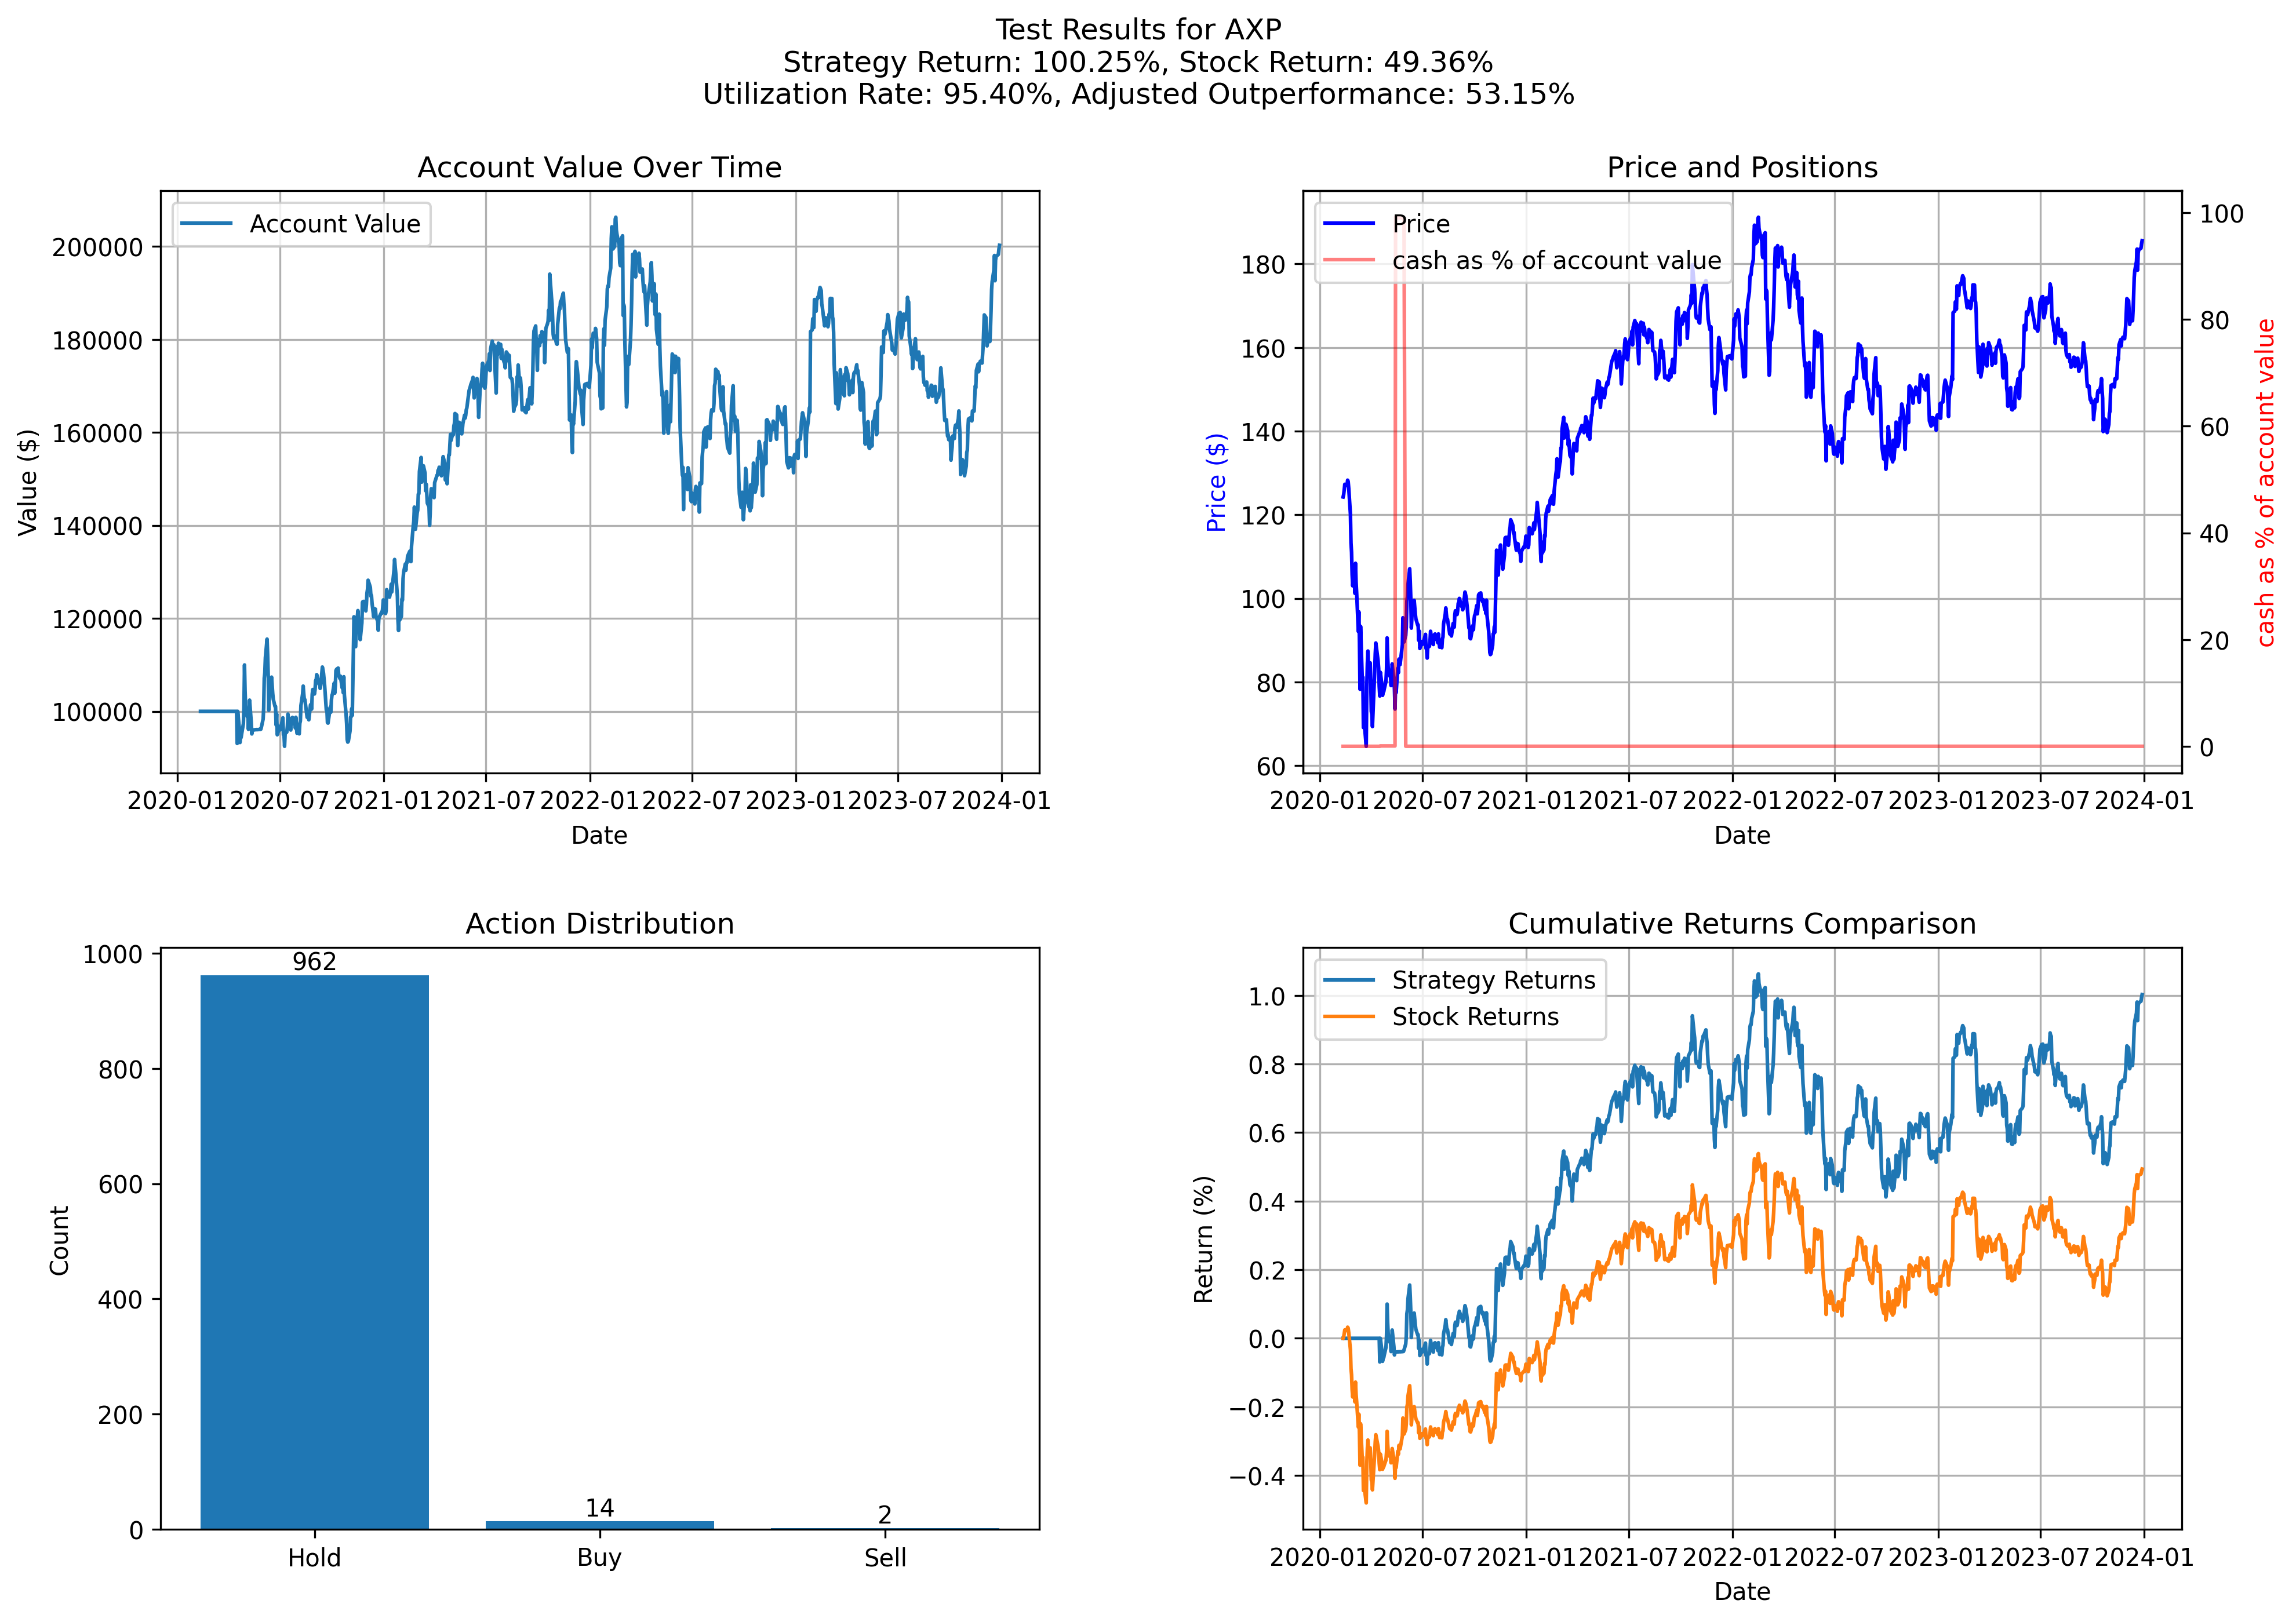 Test Results for AXP
Strategy Return: 100.25%, Stock Return: 49.36%
Utilization Rate: 95.40%, Adjusted Outperformance: 53.15%
Account Value Over Time
Account Value
Value ($)
200000
180000
160000
140000
120000
100000
2020-01 2020-07 2021-01 2021-07 2022-01 2022-07 2023-01 2023-07 2024-01
Date
Price and Positions
Price
cash as % of account value
Price ($)
180
160
140
120
100
80
60
100
80
60
40
20
0
cash as % of account value
2020-01 2020-07 2021-01 2021-07 2022-01 2022-07 2023-01 2023-07 2024-01
Date
Action Distribution
Count
1000
800
600
400
200
0
962
14
2
Hold Buy Sell
Cumulative Returns Comparison
Strategy Returns
Stock Returns
Return (%)
1.0
0.8
0.6
0.4
0.2
0.0
−0.2
−0.4
2020-01 2020-07 2021-01 2021-07 2022-01 2022-07 2023-01 2023-07 2024-01
Date